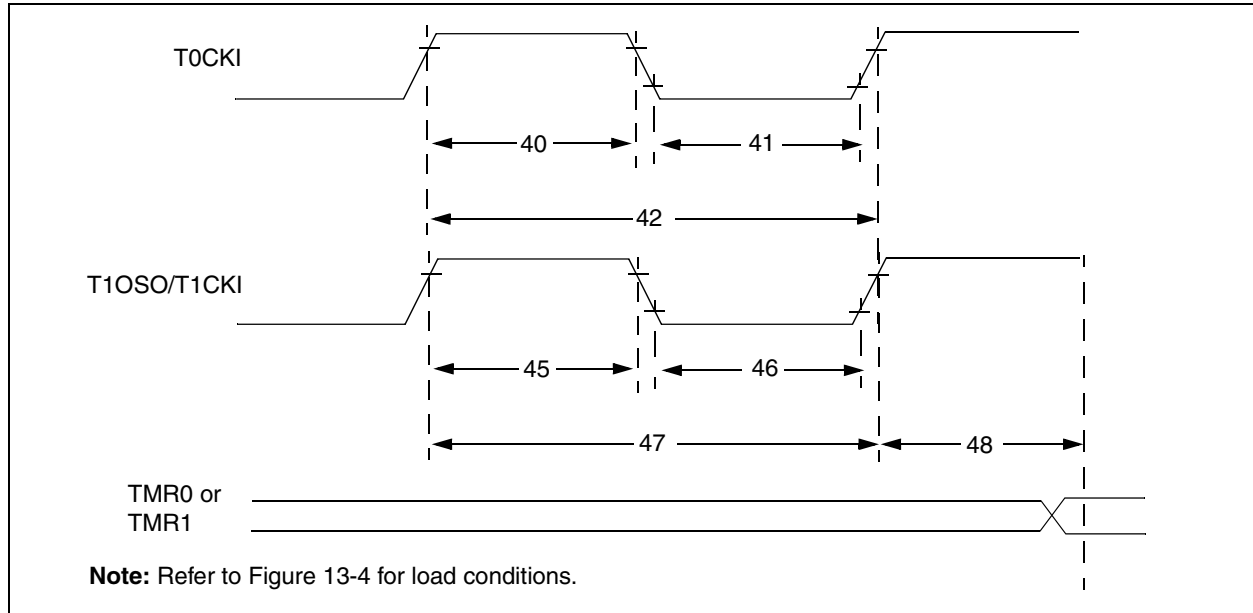 T0CKI
40
41
42
T1OSO/T1CKI
45
46
47
48
TMR0 or
TMR1
Note: Refer to Figure 13-4 for load conditions.